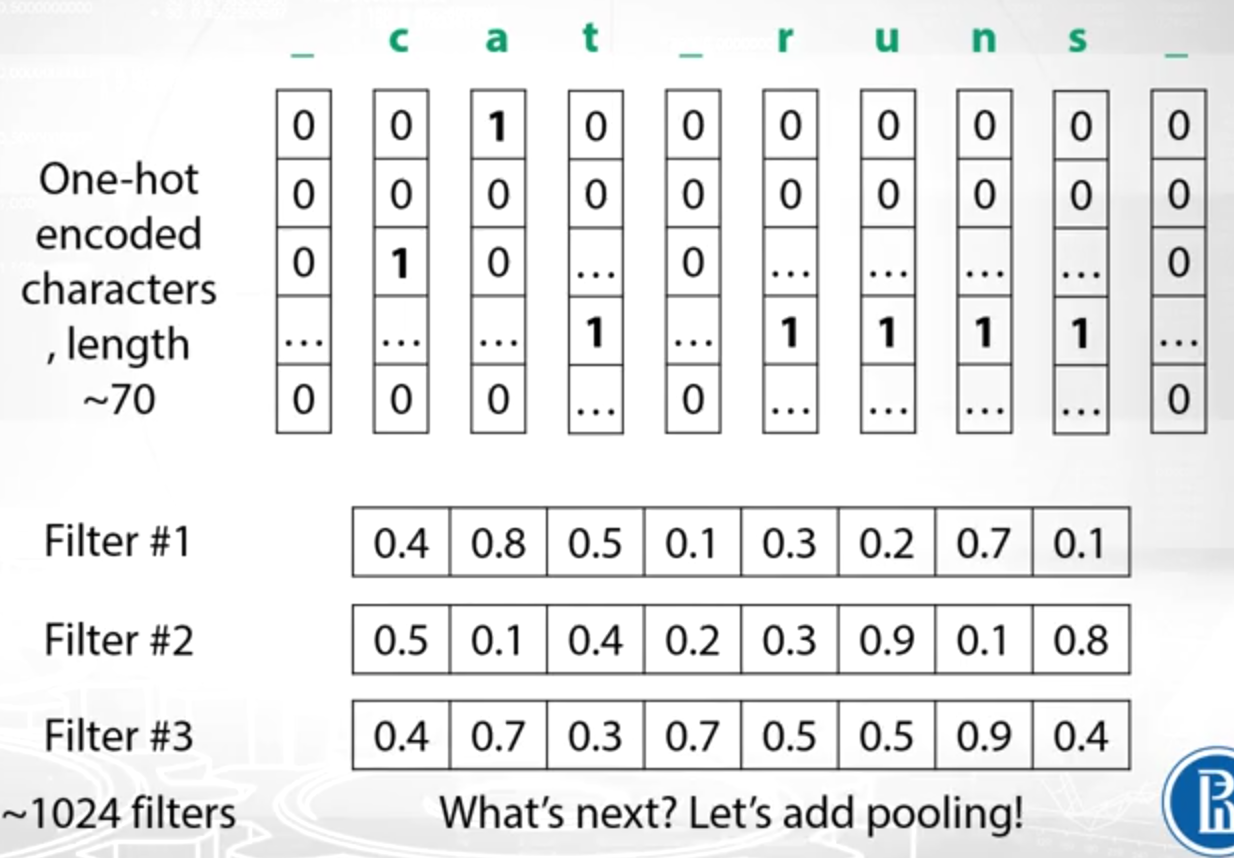 _ c a t _ r u n s _
0 0 1 0 0 0 0 0 0 0
One-hot
0 0 0 0 0 0 0 0 0 0
encoded
0 1 0 ... 0 ... ... ... ... 0
characters
, length
... ... ... 1 ... 1 1 1 1 ...
~70
0 0 0 ... 0 ... ... ... ... 0
Filter #1 0.4 0.8 0.5 0.1 0.3 0.2 0.7 0.1
Filter #2 0.5 0.1 0.4 0.2 0.3 0.9 0.1 0.8
Filter #3 0.4 0.7 0.3 0.7 0.5 0.5 0.9 0.4
~1024 filters What's next? Let's add pooling!